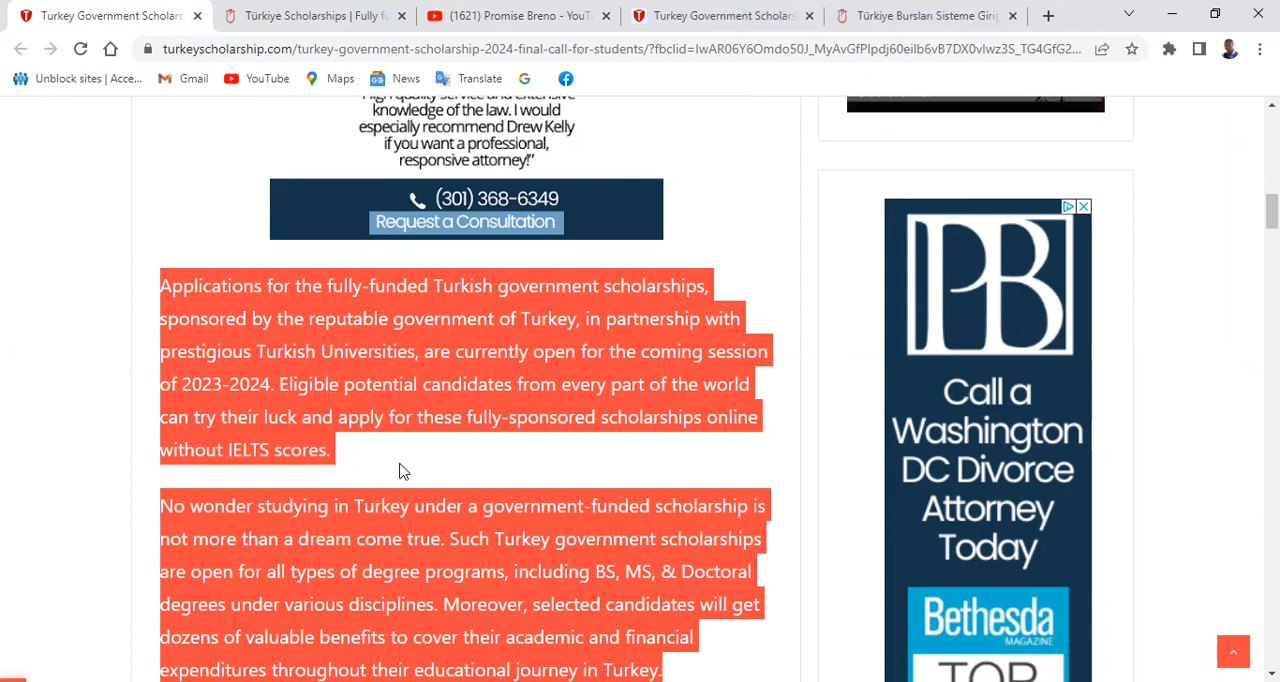 Turkey Government Scholars
Türkiye Scholarships | Fully f
(1621) Promise Breno - YouT
Turkey Government Scholars
Türkiye Bursları Sisteme Giriş
turkeyscholarship.com/turkey-government-scholarship-2024-final-call-for-students/?fbclid=
Unblock sites | Acce...
Gmail
YouTube
Maps
News
Translate
High quality service and extensive
knowledge of the law. I would
especially recommend Drew Kelly
if you want a professional,
responsive attorney!"
(301) 368-6349
Request a Consultation
Applications for the fully-funded Turkish government scholarships,
sponsored by the reputable government of Turkey, in partnership with
prestigious Turkish Universities, are currently open for the coming session
of 2023-2024. Eligible potential candidates from every part of the world
can try their luck and apply for these fully-sponsored scholarships online
without IELTS scores.
No wonder studying in Turkey under a government-funded scholarship is
not more than a dream come true. Such Turkey government scholarships
are open for all types of degree programs, including BS, MS, & Doctoral
degrees under various disciplines. Moreover, selected candidates will get
dozens of valuable benefits to cover their academic and financial
expenditures throughout their educational journey in Turkey.
PB
Call a
Washington
DC Divorce
Attorney
Today
Bethesda
MAGAZINE
TOP